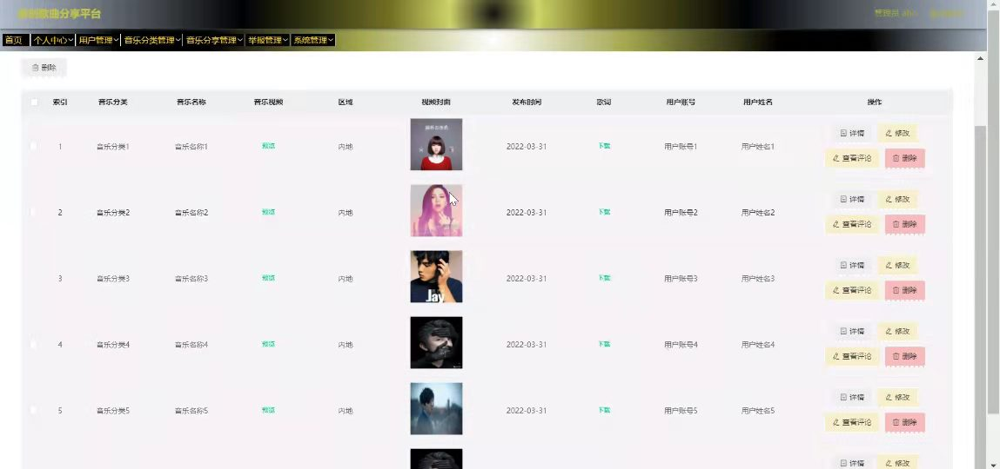 原创歌曲分享平台
管理员 abo
首页 个人中心 用户管理 音乐分类管理 音乐分享管理 举报管理 系统管理
删除
索引 音乐分类 音乐名称 音乐视频 区域 视频封面 发布时间 歌词 用户账号 用户姓名 操作
1 音乐分类1 音乐名称1 预览 内地 2022-03-31 下载 用户账号1 用户姓名1 详情 修改
查看评论 删除
2 音乐分类2 音乐名称2 预览 内地 2022-03-31 下载 用户账号2 用户姓名2 详情 修改
查看评论 删除
3 音乐分类3 音乐名称3 预览 内地 Jay 2022-03-31 下载 用户账号3 用户姓名3 详情 修改
查看评论 删除
4 音乐分类4 音乐名称4 预览 内地 2022-03-31 下载 用户账号4 用户姓名4 详情 修改
查看评论 删除
5 音乐分类5 音乐名称5 预览 内地 2022-03-31 下载 用户账号5 用户姓名5 详情 修改
查看评论 删除
详情 修改